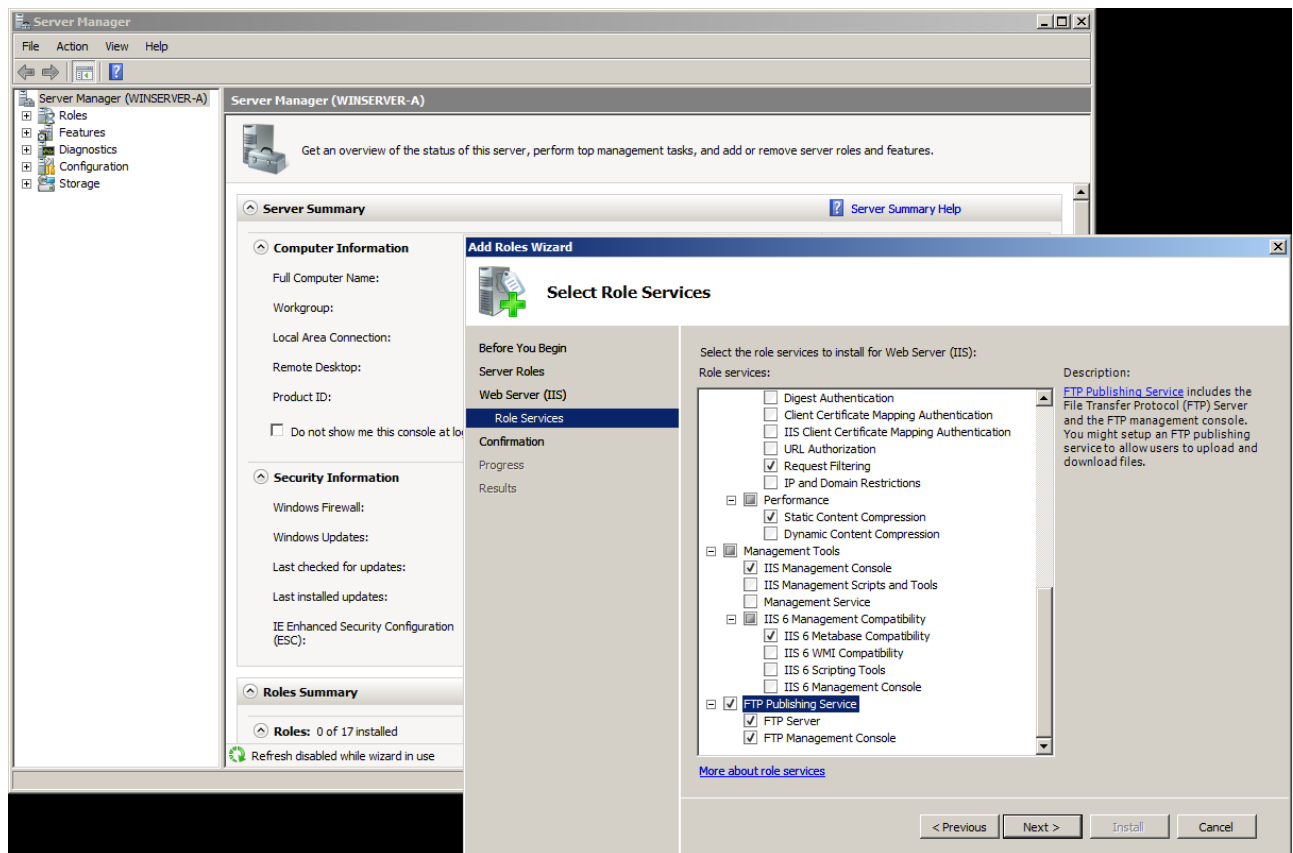 Server Manager
File Action View Help
Server Manager (WINSERVER-A)
Roles
Features
Diagnostics
Configuration
Storage
Server Manager (WINSERVER-A)
Get an overview of the status of this server, perform top management tasks, and add or remove server roles and features.
Server Summary
Server Summary Help
Computer Information
Full Computer Name:
Workgroup:
Local Area Connection:
Remote Desktop:
Product ID:
Do not show me this console at
Security Information
Windows Firewall:
Windows Updates:
Last checked for updates:
Last installed updates:
IE Enhanced Security Configuration
(ESC):
Roles Summary
Roles: 0 of 17 installed
Refresh disabled while wizard in use
Add Roles Wizard
Select Role Services
Before You Begin
Server Roles
Web Server (IIS)
Role Services
Confirmation
Progress
Results
Select the role services to install for Web Server (IIS):
Role services:
Digest Authentication
Client Certificate Mapping Authentication
IIS Client Certificate Mapping Authentication
URL Authorization
Request Filtering
IP and Domain Restrictions
Performance
Static Content Compression
Dynamic Content Compression
Management Tools
IIS Management Console
IIS Management Scripts and Tools
Management Service
IIS 6 Management Compatibility
IIS 6 Metabase Compatibility
IIS 6 WMI Compatibility
IIS 6 Scripting Tools
IIS 6 Management Console
FTP Publishing Service
FTP Server
FTP Management Console
More about role services
Description:
FTP Publishing Service includes the
File Transfer Protocol (FTP) Server
and the FTP management console.
You might setup an FTP publishing
service to allow users to upload and
download files.
< Previous
Next >
Install
Cancel